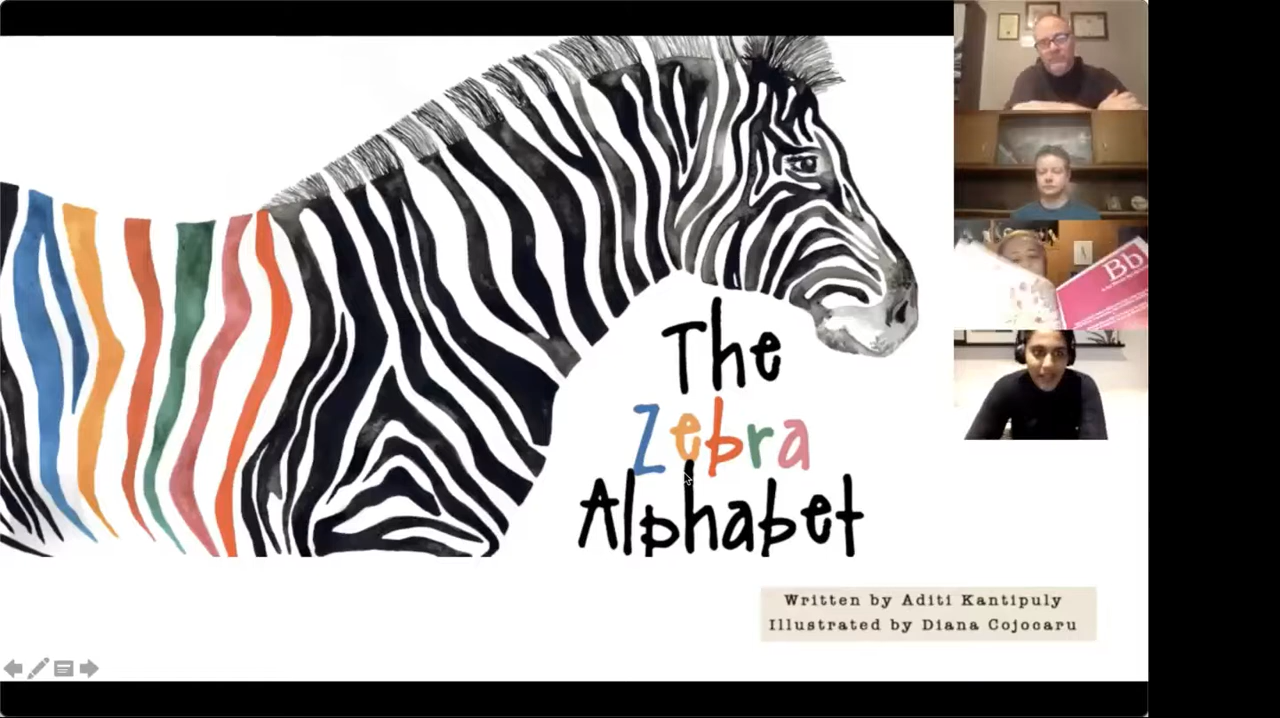 The
Zebra
Alphabet
Written by Aditi Kantipuly
Illustrated by Diana Cojocaru
Bb